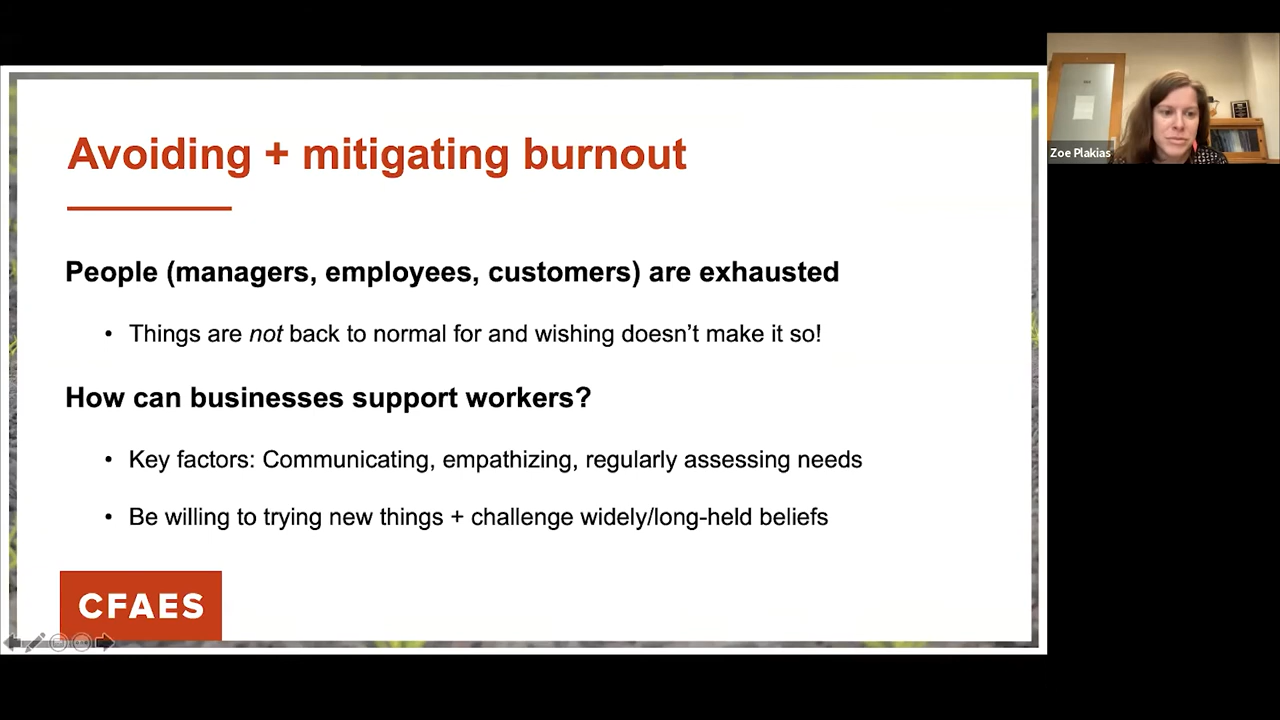 Avoiding + mitigating burnout
People (managers, employees, customers) are exhausted
• Things are not back to normal for and wishing doesn’t make it so!
How can businesses support workers?
• Key factors: Communicating, empathizing, regularly assessing needs
• Be willing to trying new things + challenge widely/long-held beliefs
CFAES
Zoe Plakias